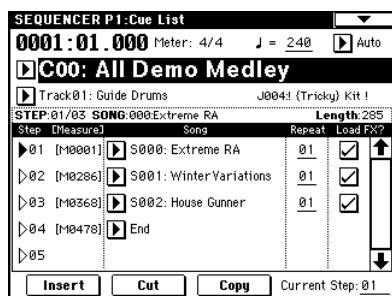 SEQUENCER P1:Cue List
0001:01.000 Meter: 4/4 ♩ = 240 Auto
C00: All Demo Medley
Track01: Guide Drums J004:! {Tricky} Kit !
STEP:01/03 SONG:000:Extreme RA Length:285
Step [Measure] Song Repeat Load FX?
01 [M0001] S000: Extreme RA 01
02 [M0286] S001: WinterVariations 01
03 [M0368] S002: House Gunner 01
04 [M0478] End
05
Insert Cut Copy Current Step: 01